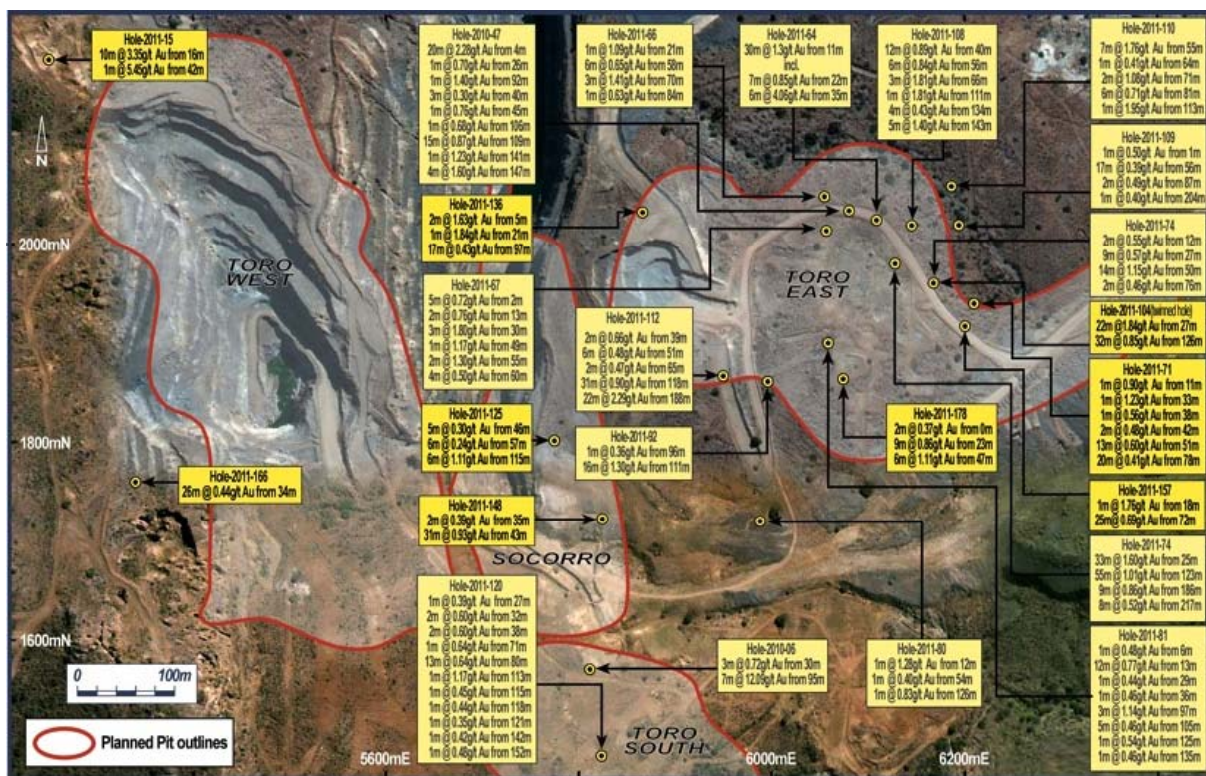 Hole-2011-15
10m @ 3.35g/t Au from 16m
1m @ 5.45g/t Au from 42m
Hole-2010-47
20m @ 2.28g/t Au from 4m
1m @ 0.70g/t Au from 26m
1m @ 1.40g/t Au from 92m
3m @ 0.30g/t Au from 40m
1m @ 0.76g/t Au from 45m
1m @ 0.68g/t Au from 106m
15m @ 0.87g/t Au from 109m
1m @ 1.23g/t Au from 141m
4m @ 1.60g/t Au from 147m
Hole-2011-66
1m @ 1.09g/t Au from 21m
6m @ 0.65g/t Au from 58m
3m @ 1.41g/t Au from 70m
1m @ 0.63g/t Au from 84m
Hole-2011-64
30m @ 1.3g/t Au from 11m
incl.
7m @ 0.85g/t Au from 22m
6m @ 4.06g/t Au from 35m
Hole-2011-108
12m @ 0.89g/t Au from 40m
6m @ 0.84g/t Au from 56m
3m @ 1.81g/t Au from 66m
1m @ 1.81g/t Au from 111m
4m @ 0.43g/t Au from 134m
5m @ 1.40g/t Au from 143m
Hole-2011-110
7m @ 1.76g/t Au from 55m
1m @ 0.41g/t Au from 64m
2m @ 1.08g/t Au from 71m
6m @ 0.71g/t Au from 81m
1m @ 1.95g/t Au from 113m
Hole-2011-109
1m @ 0.50g/t Au from 1m
17m @ 0.39g/t Au from 56m
2m @ 0.49g/t Au from 87m
1m @ 0.40g/t Au from 204m
N
Hole-2011-136
2m @ 1.63g/t Au from 5m
1m @ 1.84g/t Au from 21m
17m @ 0.43g/t Au from 97m
2000mN
TORO
WEST
TORO
EAST
Hole-2011-74
2m @ 0.55g/t Au from 12m
9m @ 0.57g/t Au from 27m
14m @ 1.15g/t Au from 50m
2m @ 0.46g/t Au from 76m
Hole-2011-67
5m @ 0.72g/t Au from 2m
2m @ 0.76g/t Au from 13m
3m @ 1.80g/t Au from 30m
1m @ 1.17g/t Au from 49m
2m @ 1.30g/t Au from 55m
4m @ 0.50g/t Au from 60m
Hole-2011-112
2m @ 0.66g/t Au from 39m
6m @ 0.48g/t Au from 51m
2m @ 0.47g/t Au from 65m
31m @ 0.90g/t Au from 118m
22m @ 2.29g/t Au from 188m
Hole-2011-104(twinned hole)
22m @ 1.84g/t Au from 27m
32m @ 0.85g/t Au from 126m
Hole-2011-71
1m @ 0.90g/t Au from 11m
1m @ 1.23g/t Au from 33m
1m @ 0.56g/t Au from 38m
2m @ 0.48g/t Au from 42m
13m @ 0.60g/t Au from 51m
20m @ 0.41g/t Au from 78m
Hole-2011-125
5m @ 0.30g/t Au from 46m
6m @ 0.24g/t Au from 57m
6m @ 1.11g/t Au from 115m
Hole-2011-92
1m @ 0.36g/t Au from 96m
16m @ 1.30g/t Au from 111m
Hole-2011-178
2m @ 0.37g/t Au from 0m
9m @ 0.86g/t Au from 23m
6m @ 1.11g/t Au from 47m
1800mN
Hole-2011-166
26m @ 0.44g/t Au from 34m
Hole-2011-157
1m @ 1.76g/t Au from 18m
25m @ 0.69g/t Au from 72m
Hole-2011-148
2m @ 0.39g/t Au from 35m
31m @ 0.93g/t Au from 43m
SOCORRO
Hole-2011-74
33m @ 1.60g/t Au from 25m
55m @ 1.01g/t Au from 123m
9m @ 0.86g/t Au from 186m
8m @ 0.52g/t Au from 217m
Hole-2011-120
1m @ 0.39g/t Au from 27m
2m @ 0.60g/t Au from 32m
2m @ 0.60g/t Au from 38m
1m @ 0.64g/t Au from 71m
13m @ 0.64g/t Au from 80m
1m @ 1.17g/t Au from 113m
1m @ 0.45g/t Au from 115m
1m @ 0.44g/t Au from 118m
1m @ 0.35g/t Au from 121m
1m @ 0.42g/t Au from 142m
1m @ 0.48g/t Au from 152m
1600mN
Hole-2010-06
3m @ 0.72g/t Au from 30m
7m @ 12.09g/t Au from 95m
Hole-2011-80
1m @ 1.28g/t Au from 12m
1m @ 0.40g/t Au from 54m
1m @ 0.83g/t Au from 126m
Hole-2011-81
1m @ 0.48g/t Au from 6m
12m @ 0.77g/t Au from 13m
1m @ 0.44g/t Au from 29m
1m @ 0.46g/t Au from 36m
3m @ 1.14g/t Au from 97m
5m @ 0.46g/t Au from 105m
1m @ 0.54g/t Au from 125m
1m @ 0.46g/t Au from 135m
0 100m
TORO
SOUTH
Planned Pit outlines
5600mE
6000mE
6200mE